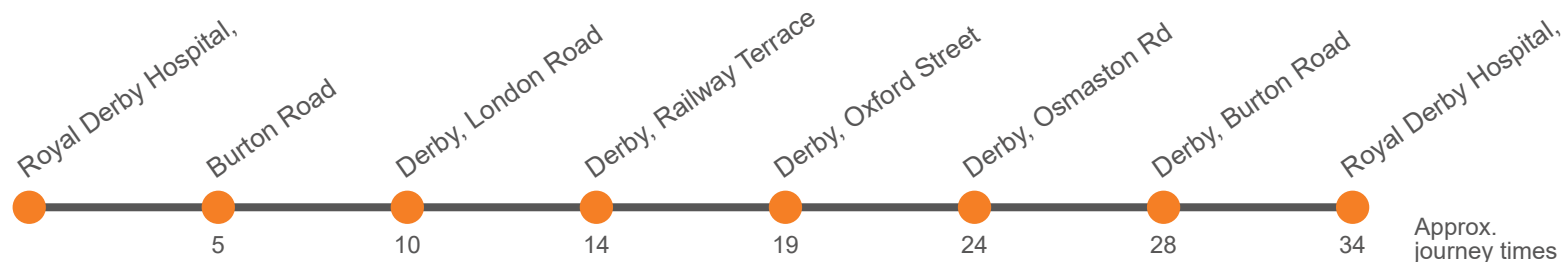 Royal Derby Hospital,
Burton Road
Derby, London Road
Derby, Railway Terrace
Derby, Oxford Street
Derby, Osmaston Rd
Derby, Burton Road
Royal Derby Hospital,
5
10
14
19
24
28
34
Approx.
journey times